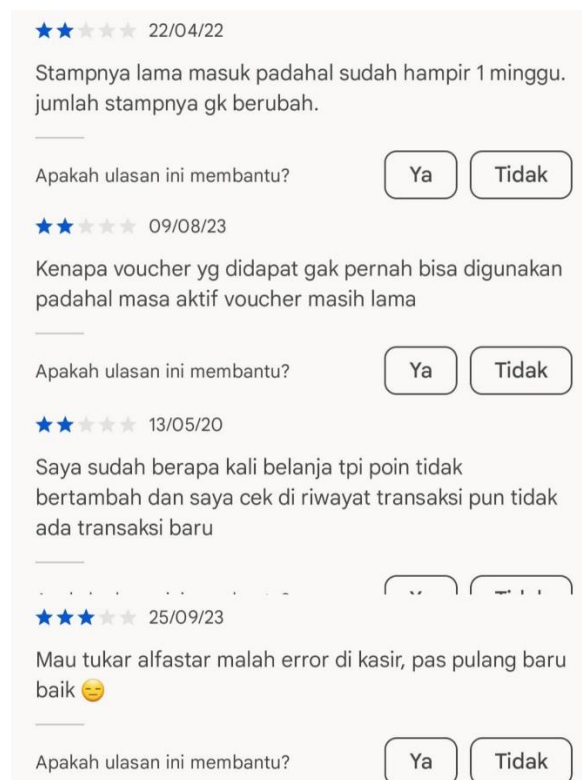 22/04/22
Stampnya lama masuk padahal sudah hampir 1 minggu.
jumlah stampnya gk berubah.
Apakah ulasan ini membantu? Ya Tidak
09/08/23
Kenapa voucher yg didapat gak pernah bisa digunakan
padahal masa aktif voucher masih lama
Apakah ulasan ini membantu? Ya Tidak
13/05/20
Saya sudah berapa kali belanja tpi poin tidak
bertambah dan saya cek di riwayat transaksi pun tidak
ada transaksi baru
25/09/23
Mau tukar alfastar malah error di kasir, pas pulang baru
baik 😑
Apakah ulasan ini membantu? Ya Tidak